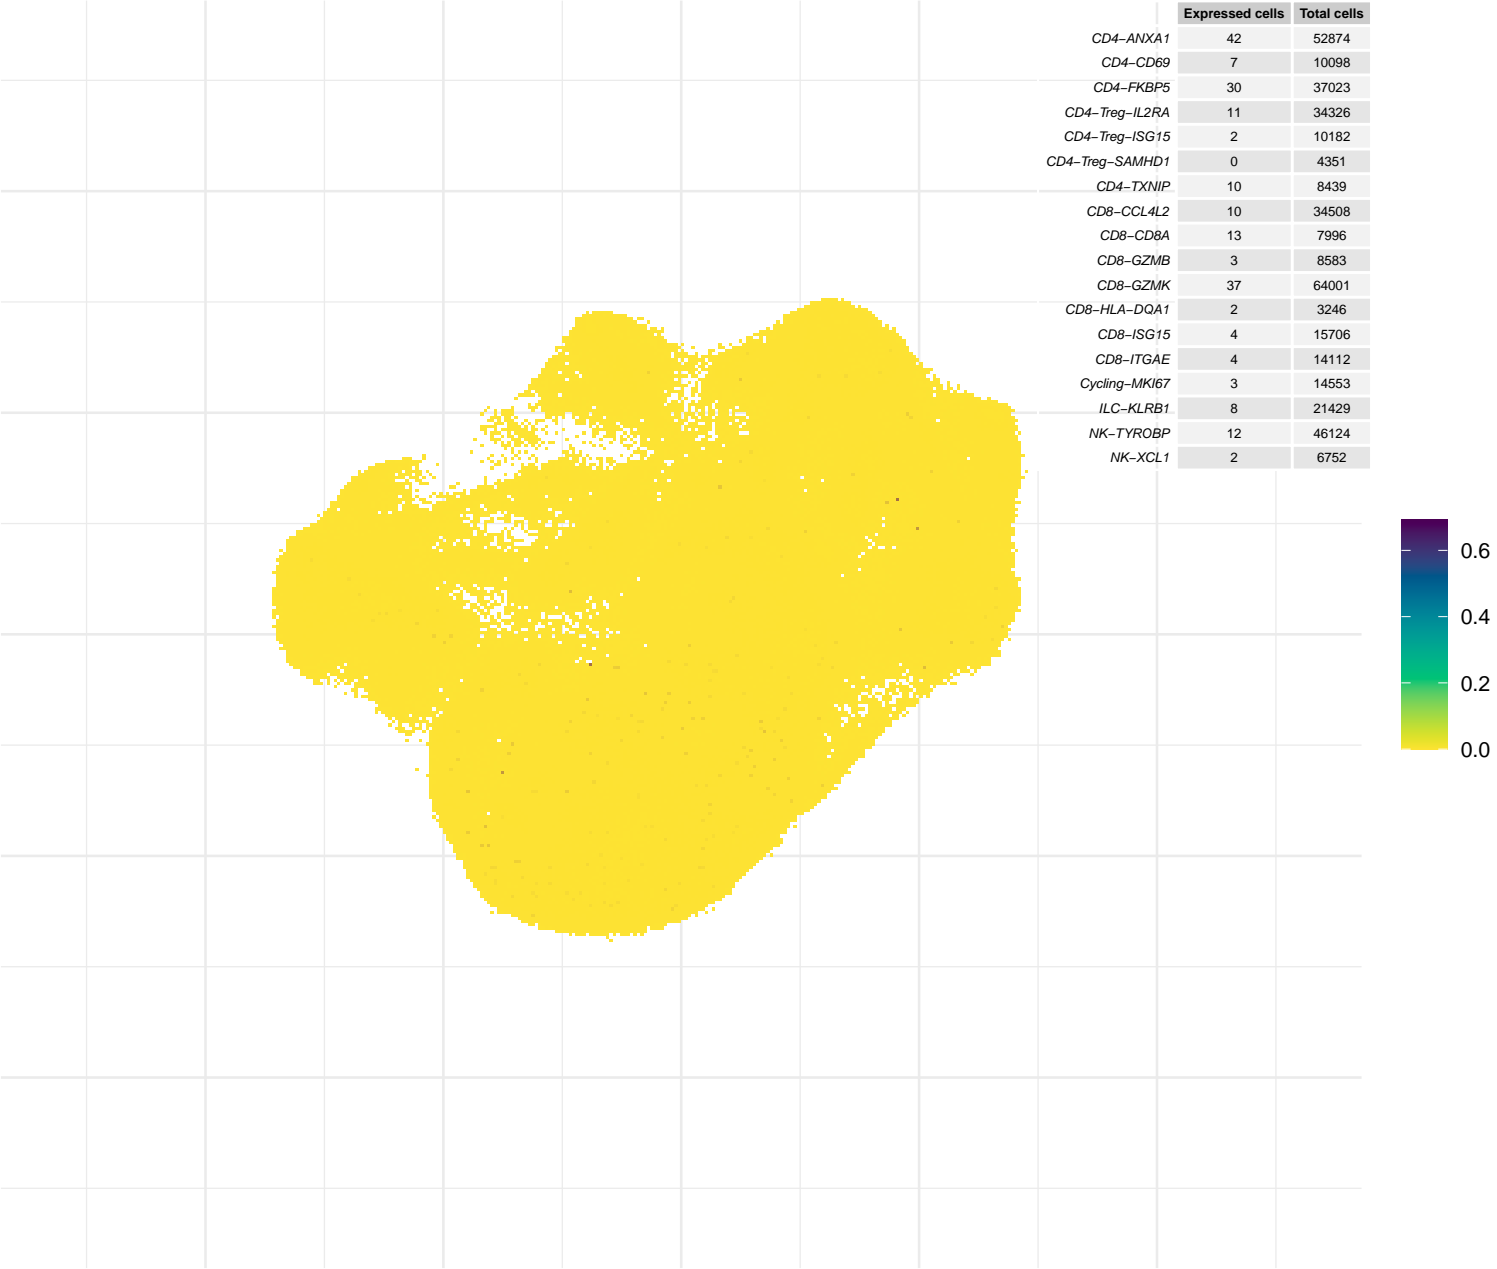 Expressed cells Total cells
CD4−ANXA1 42 52874
CD4−CD69 7 10098
CD4−FKBP5 30 37023
CD4−Treg−IL2RA 11 34326
CD4−Treg−ISG15 2 10182
CD4−Treg−SAMHD1 0 4351
CD4−TXNIP 10 8439
CD8−CCL4L2 10 34508
CD8−CD8A 13 7996
CD8−GZMB 3 8583
CD8−GZMK 37 64001
CD8−HLA−DQA1 2 3246
CD8−ISG15 4 15706
CD8−ITGAE 4 14112
Cycling−MKI67 3 14553
ILC−KLRB1 8 21429
NK−TYROBP 12 46124
NK−XCL1 2 6752
0.6
0.4
0.2
0.0